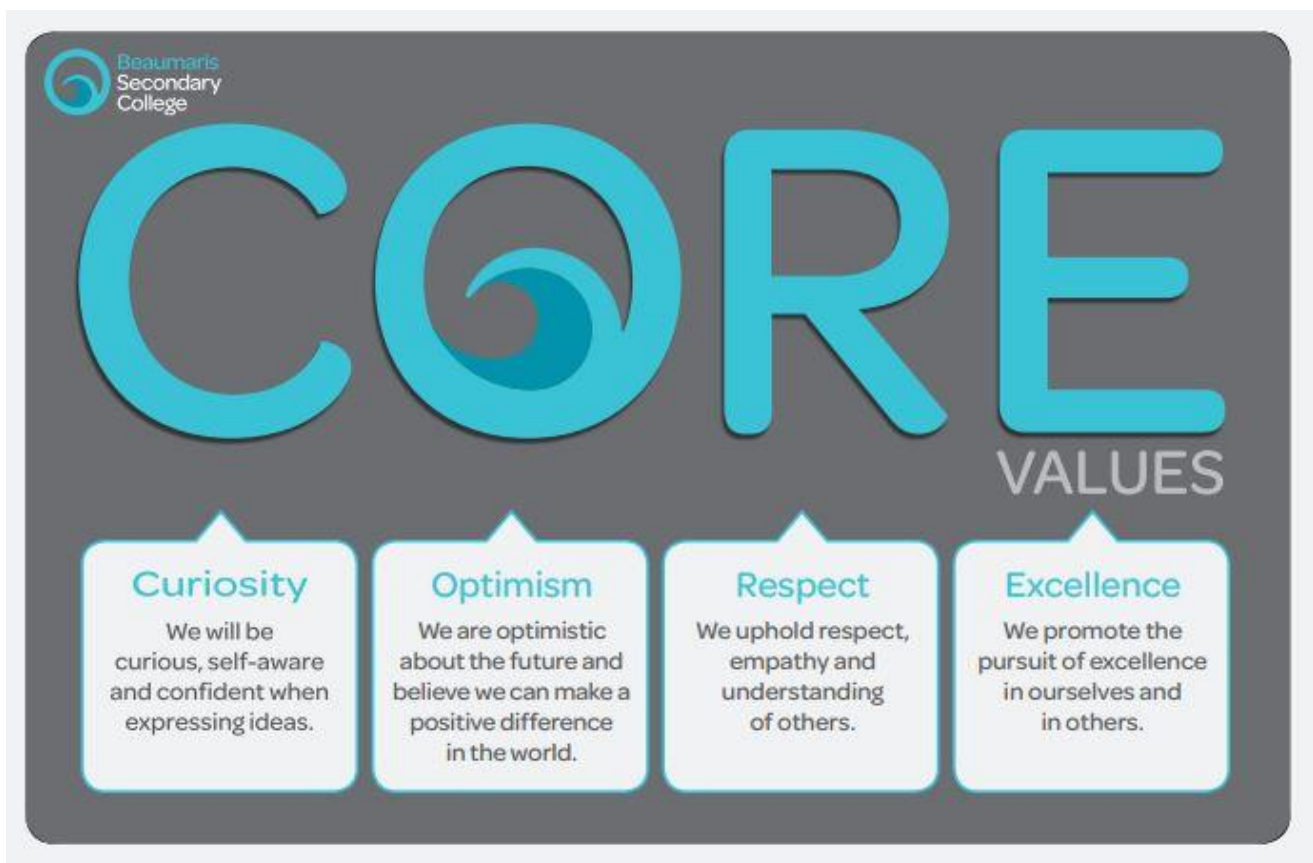 Beaumaris
Secondary
College
CORE
VALUES
Curiosity
We will be
curious, self-aware
and confident when
expressing ideas.
Optimism
We are optimistic
about the future and
believe we can make a
positive difference
in the world.
Respect
We uphold respect,
empathy and
understanding
of others.
Excellence
We promote the
pursuit of excellence
in ourselves and
in others.